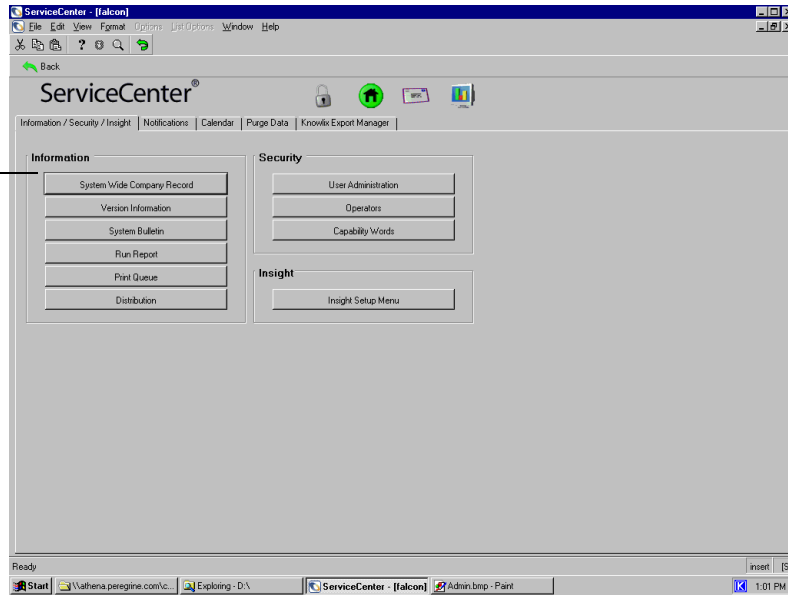 ServiceCenter - [falcon]
File Edit View Format Options List Options Window Help
Back
ServiceCenter®
Information / Security / Insight Notifications Calendar Purge Data Knowlix Export Manager
Information
System Wide Company Record
Version Information
System Bulletin
Run Report
Print Queue
Distribution
Security
User Administration
Operators
Capability Words
Insight
Insight Setup Menu
Ready insert [S
Start \\athena.peregrine.com\c... Exploring - D:\ ServiceCenter - [falcon] Admin.bmp - Paint K 1:01 PM